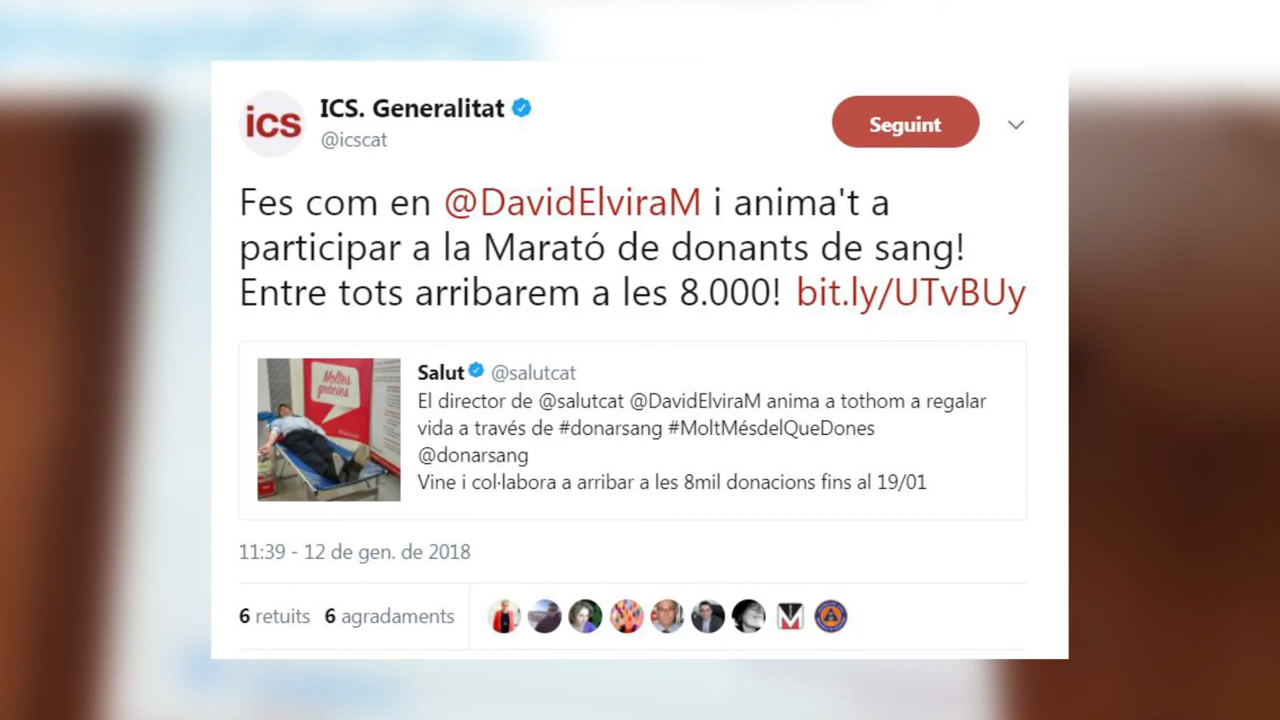 ics
ICS. Generalitat
@icscat
Seguint
Fes com en @DavidElviraM i anima't a
participar a la Marató de donants de sang!
Entre tots arribarem a les 8.000! bit.ly/UTvBUy
Moltes
gràcies
Salut @salutcat
El director de @salutcat @DavidElviraM anima a tothom a regalar
vida a través de #donarsang #MoltMésdelQueDones
@donarsang
Vine i col·labora a arribar a les 8mil donacions fins al 19/01
11:39 - 12 de gen. de 2018
6 retuits 6 agradaments